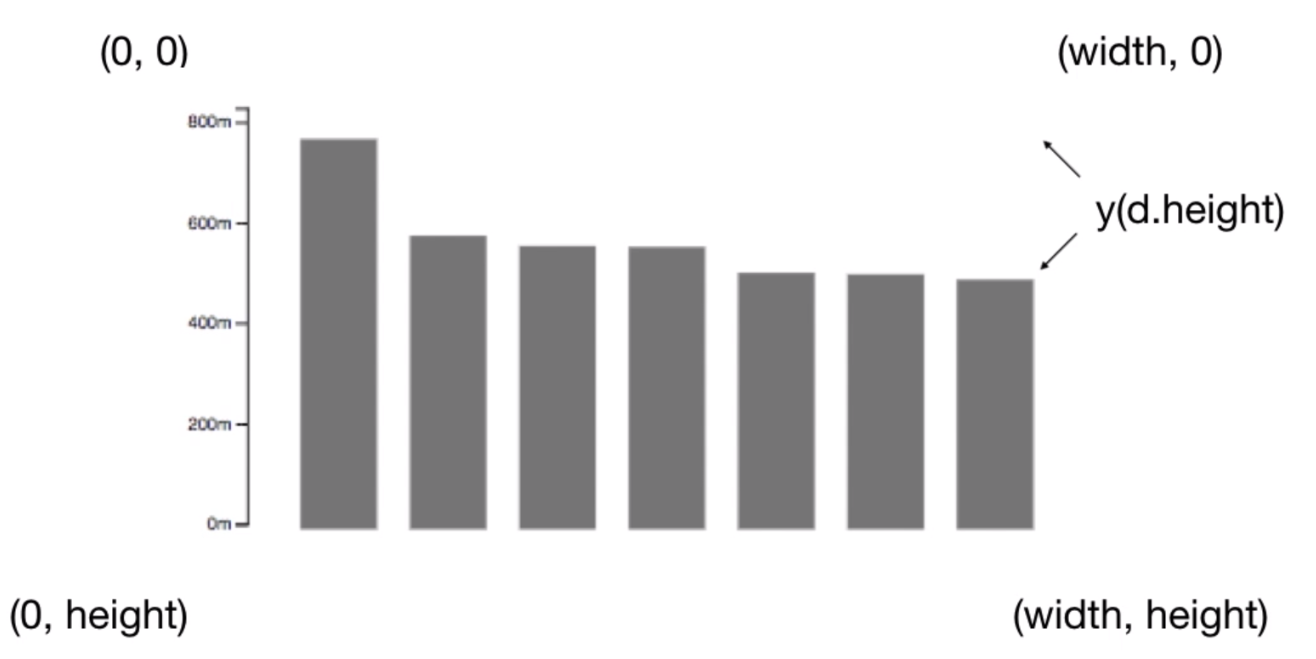 (0, 0)
(width, 0)
800m
y(d.height)
600m
400m
200m
0m
(0, height)
(width, height)